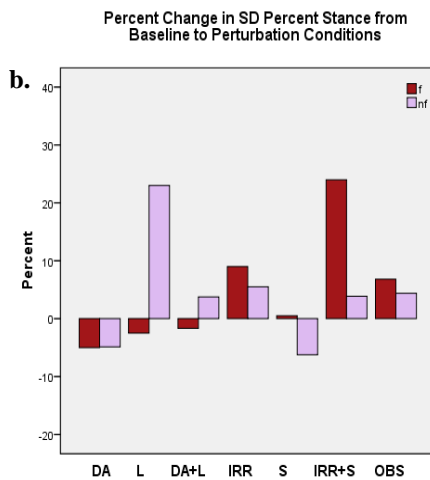 Percent Change in SD Percent Stance from
Baseline to Perturbation Conditions
b.
f
nf
40
30
20
10
0
-10
-20
Percent
DA L DA+L IRR S IRR+S OBS